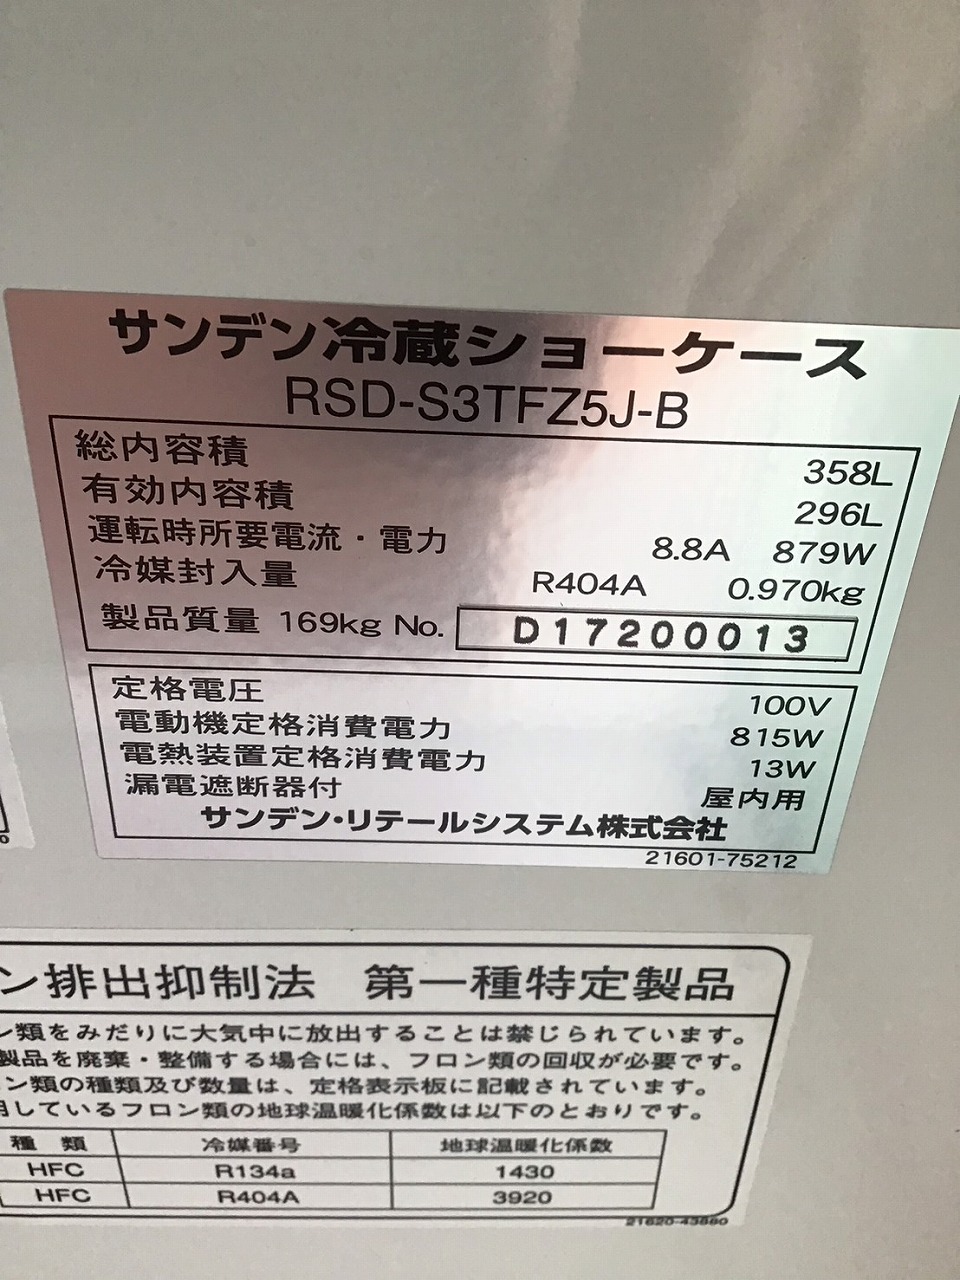 サンデン冷蔵ショーケース
RSD-S3TFZ5J-B
総内容積 358L
有効内容積 296L
運転時所要電流・電力 8.8A 879W
冷媒封入量 R404A 0.970kg
製品質量 169kg No. D17200013
定格電圧 100V
電動機定格消費電力 815W
電熱装置定格消費電力 13W
漏電遮断器付 屋内用
サンデン・リテールシステム株式会社
21601-75212
ン排出抑制法 第一種特定製品
ン類をみだりに大気中に放出することは禁じられています。
製品を廃棄・整備する場合には、フロン類の回収が必要です。
ン類の種類及び数量は、定格表示板に記載されています。
用しているフロン類の地球温暖化係数は以下のとおりです。
種類 冷媒番号 地球温暖化係数
HFC R134a 1430
HFC R404A 3920
21620-43880